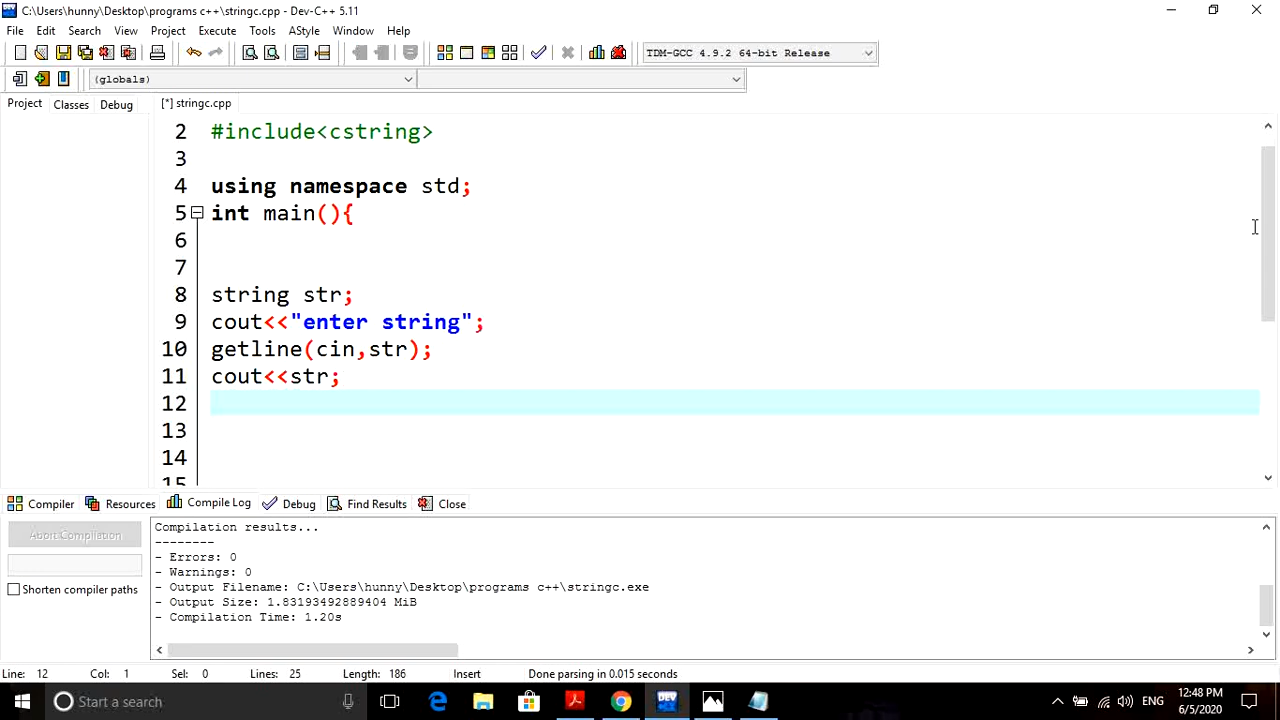 C:\Users\hunny\Desktop\programs c++\stringc.cpp - Dev-C++ 5.11
File Edit Search View Project Execute Tools AStyle Window Help
TDM-GCC 4.9.2 64-bit Release
(globals)
Project Classes Debug [*] stringc.cpp
2 #include<cstring>
3
4 using namespace std;
5 int main(){
6
7
8 string str;
9 cout<<"enter string";
10 getline(cin,str);
11 cout<<str;
12
13
14
15
Compiler Resources Compile Log Debug Find Results Close
Abort Compilation
Shorten compiler paths
Compilation results...
--------
- Errors: 0
- Warnings: 0
- Output Filename: C:\Users\hunny\Desktop\programs c++\stringc.exe
- Output Size: 1.83193492889404 MiB
- Compilation Time: 1.20s
Line: 12 Col: 1 Sel: 0 Lines: 25 Length: 186 Insert Done parsing in 0.015 seconds
Start a search
DEV
ENG
12:48 PM
6/5/2020